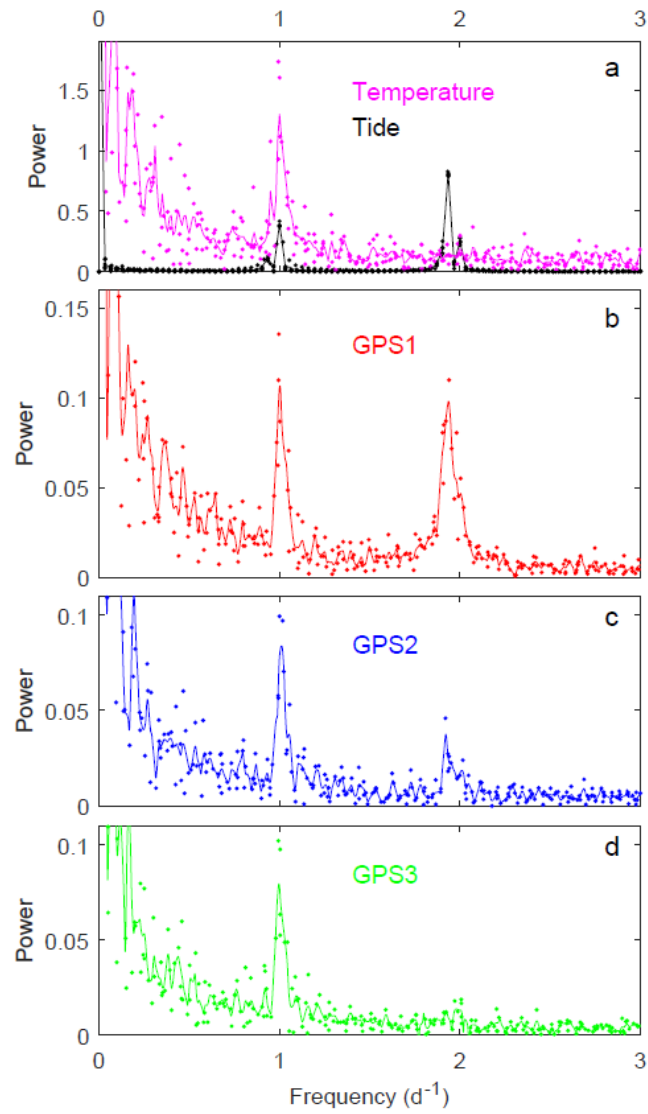 0 1 2 3
a
Temperature
Tide
Power
1.5
1
0.5
0
b
GPS1
Power
0.15
0.1
0.05
0
c
GPS2
Power
0.1
0.05
0
d
GPS3
Power
0.1
0.05
0
0 1 2 3
Frequency (d⁻¹)